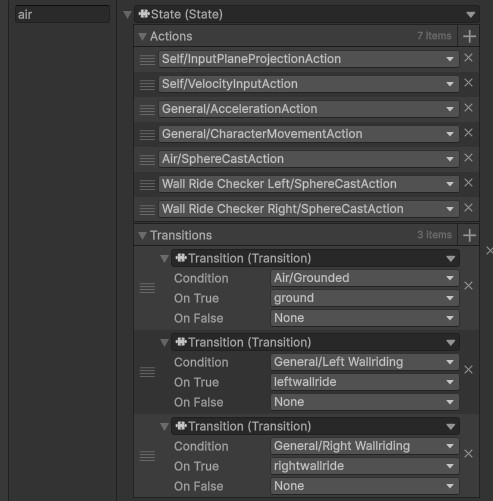 air
State (State)
Actions 7 items
Self/InputPlaneProjectionAction
Self/VelocityInputAction
General/AccelerationAction
General/CharacterMovementAction
Air/SphereCastAction
Wall Ride Checker Left/SphereCastAction
Wall Ride Checker Right/SphereCastAction
Transitions 3 items
Transition (Transition)
Condition Air/Grounded
On True ground
On False None
Transition (Transition)
Condition General/Left Wallriding
On True leftwallride
On False None
Transition (Transition)
Condition General/Right Wallriding
On True rightwallride
On False None